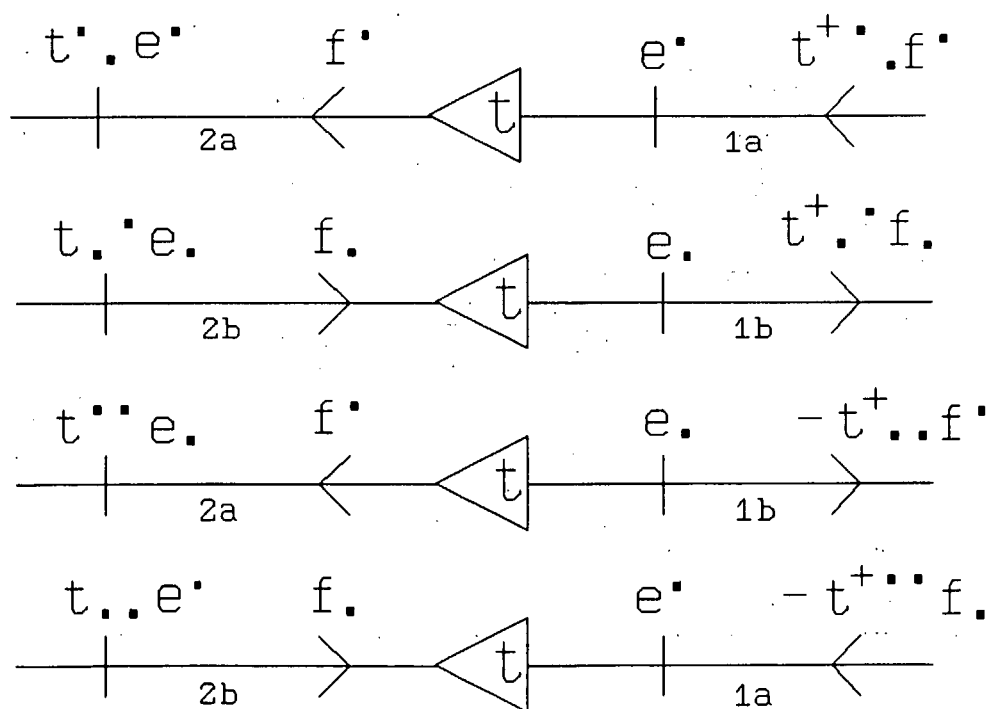 t˙.e˙ f˙ e˙ t⁺˙.f˙
t
2a 1a
t.˙e. f. e. t⁺.˙f.
t
2b 1b
t˙˙e. f˙ e. −t⁺..f˙
t
2a 1b
t..e˙ f. e˙ −t⁺˙˙f.
t
2b 1a